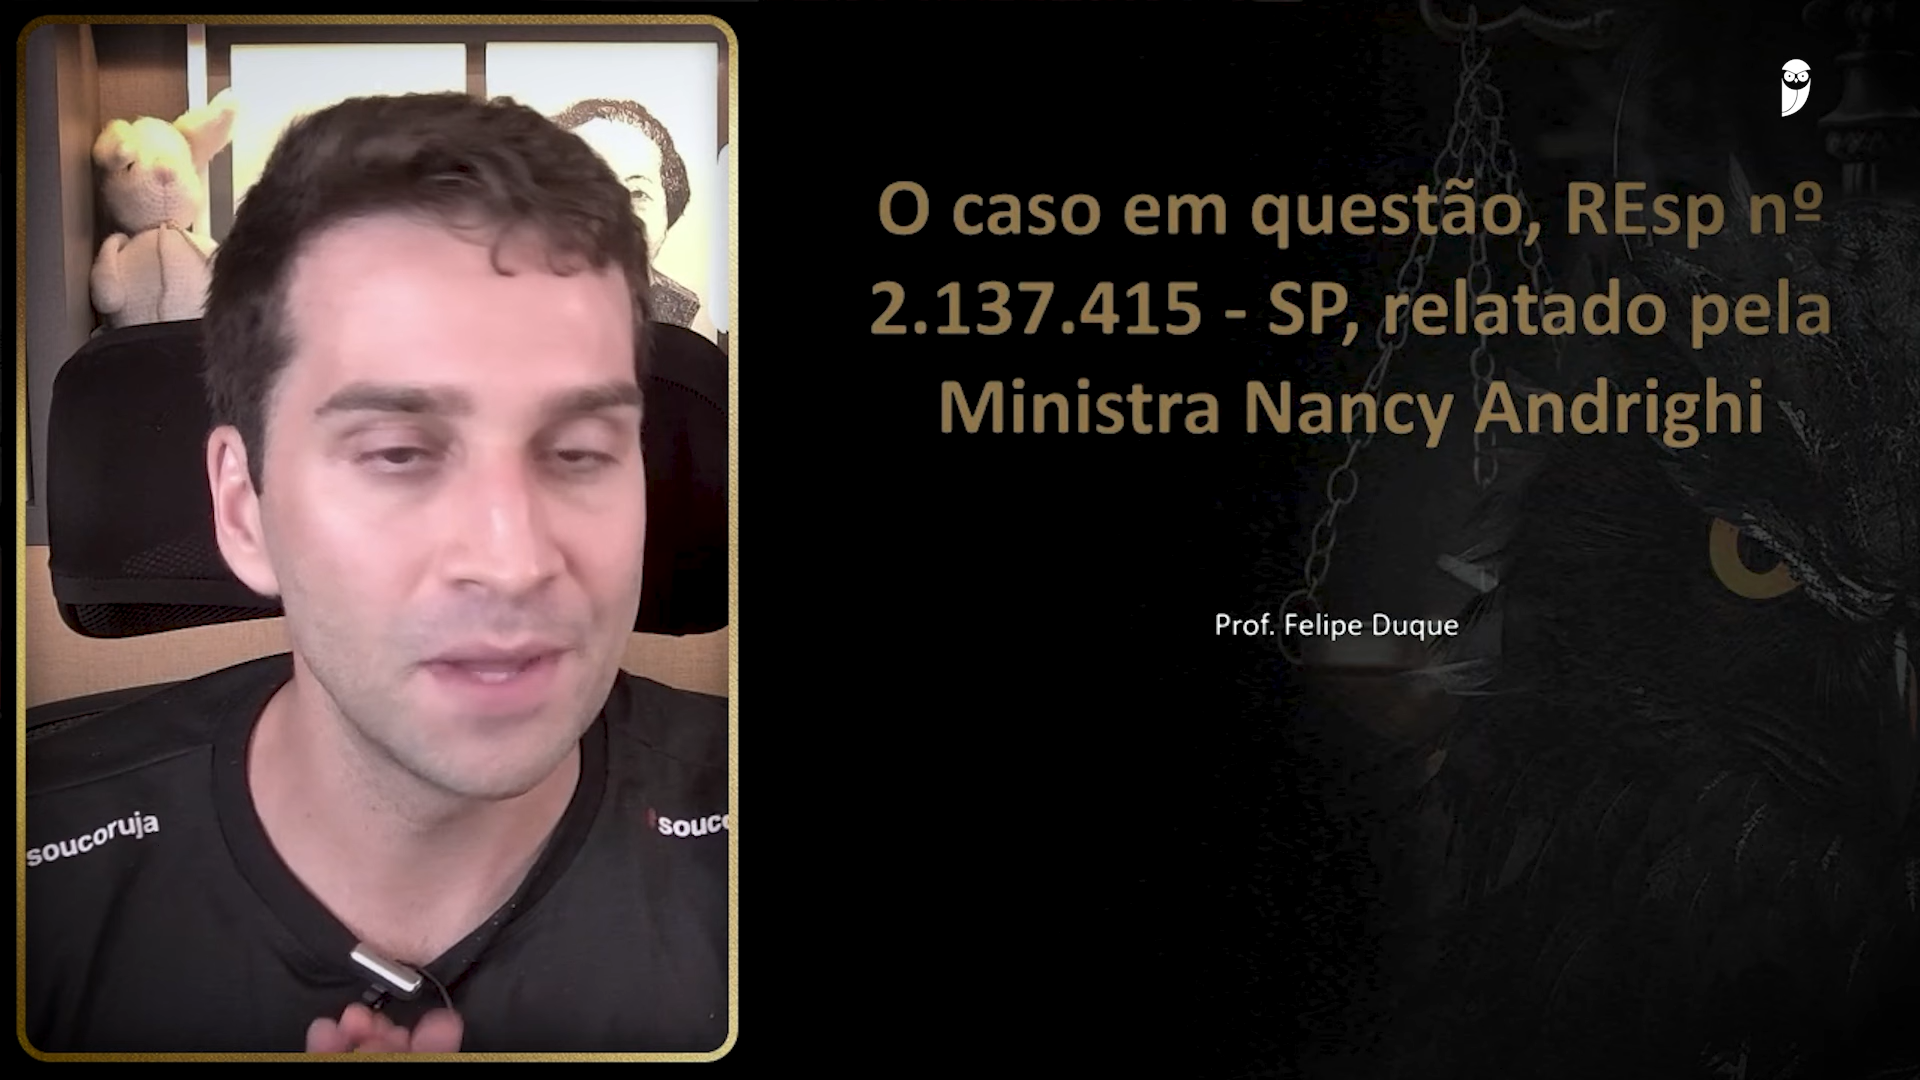 O caso em questão, REsp nº
2.137.415 - SP, relatado pela
Ministra Nancy Andrighi
Prof. Felipe Duque
soucoruja
souco